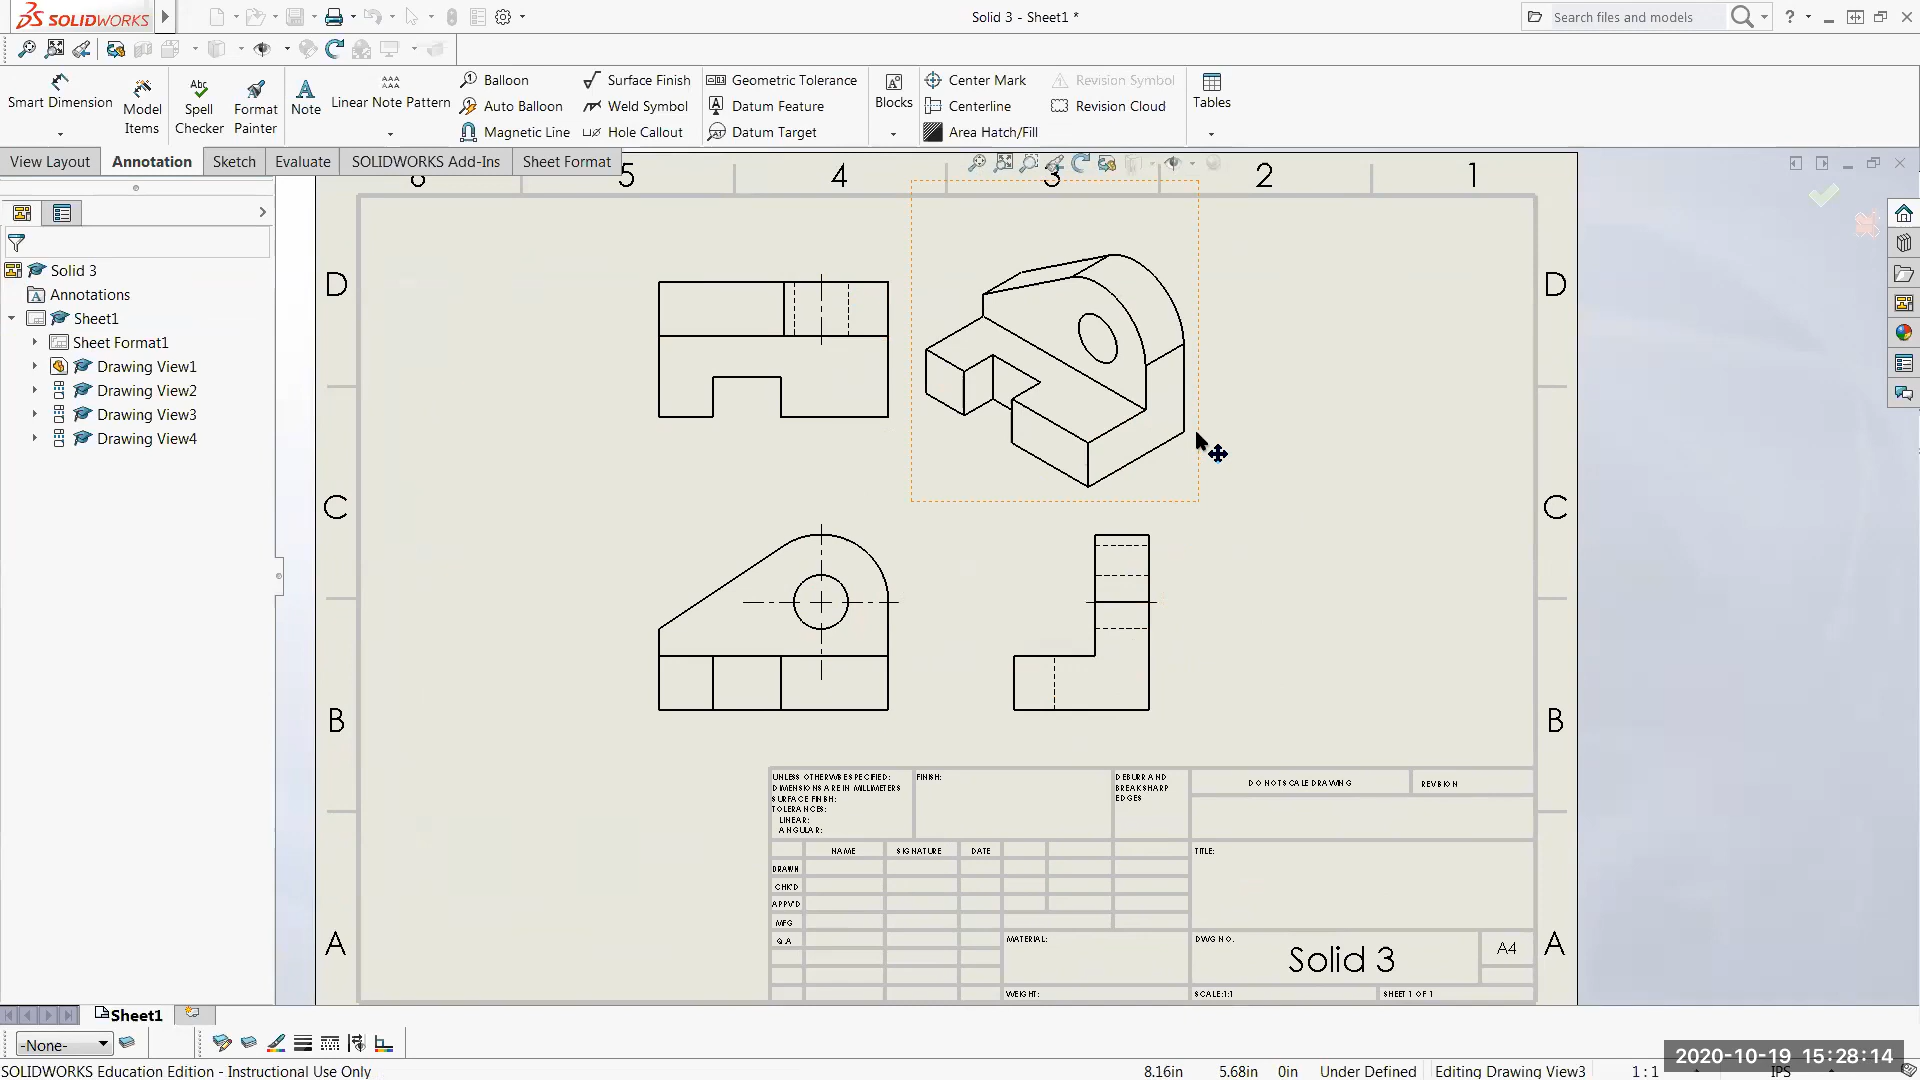 SOLIDWORKS
Solid 3 - Sheet1 *
Search files and models
Smart Dimension
Model Items
Spell Checker
Format Painter
Note
Linear Note Pattern
Balloon
Auto Balloon
Magnetic Line
Surface Finish
Weld Symbol
Hole Callout
Geometric Tolerance
Datum Feature
Datum Target
Blocks
Center Mark
Centerline
Area Hatch/Fill
Revision Symbol
Revision Cloud
Tables
View Layout
Annotation
Sketch
Evaluate
SOLIDWORKS Add-Ins
Sheet Format
6 5 4 3 2 1
Solid 3
Annotations
Sheet1
Sheet Format1
Drawing View1
Drawing View2
Drawing View3
Drawing View4
D D
C C
B B
A A
UNLESS OTHERWISE SPECIFIED:
DIMENSIONS ARE IN MILLIMETERS
SURFACE FINISH:
TOLERANCES:
LINEAR:
ANGULAR:
FINISH:
DEBURR AND
BREAK SHARP
EDGES
DO NOT SCALE DRAWING
REVISION
NAME SIGNATURE DATE
DRAWN
CHK'D
APPV'D
MFG
Q.A
TITLE:
MATERIAL:
DWG NO.
Solid 3
A4
WEIGHT:
SCALE:1:1
SHEET 1 OF 1
Sheet1
-None-
2020-10-19 15:28:14
SOLIDWORKS Education Edition - Instructional Use Only
8.16in 5.68in 0in Under Defined Editing Drawing View3 1 : 1 IPS